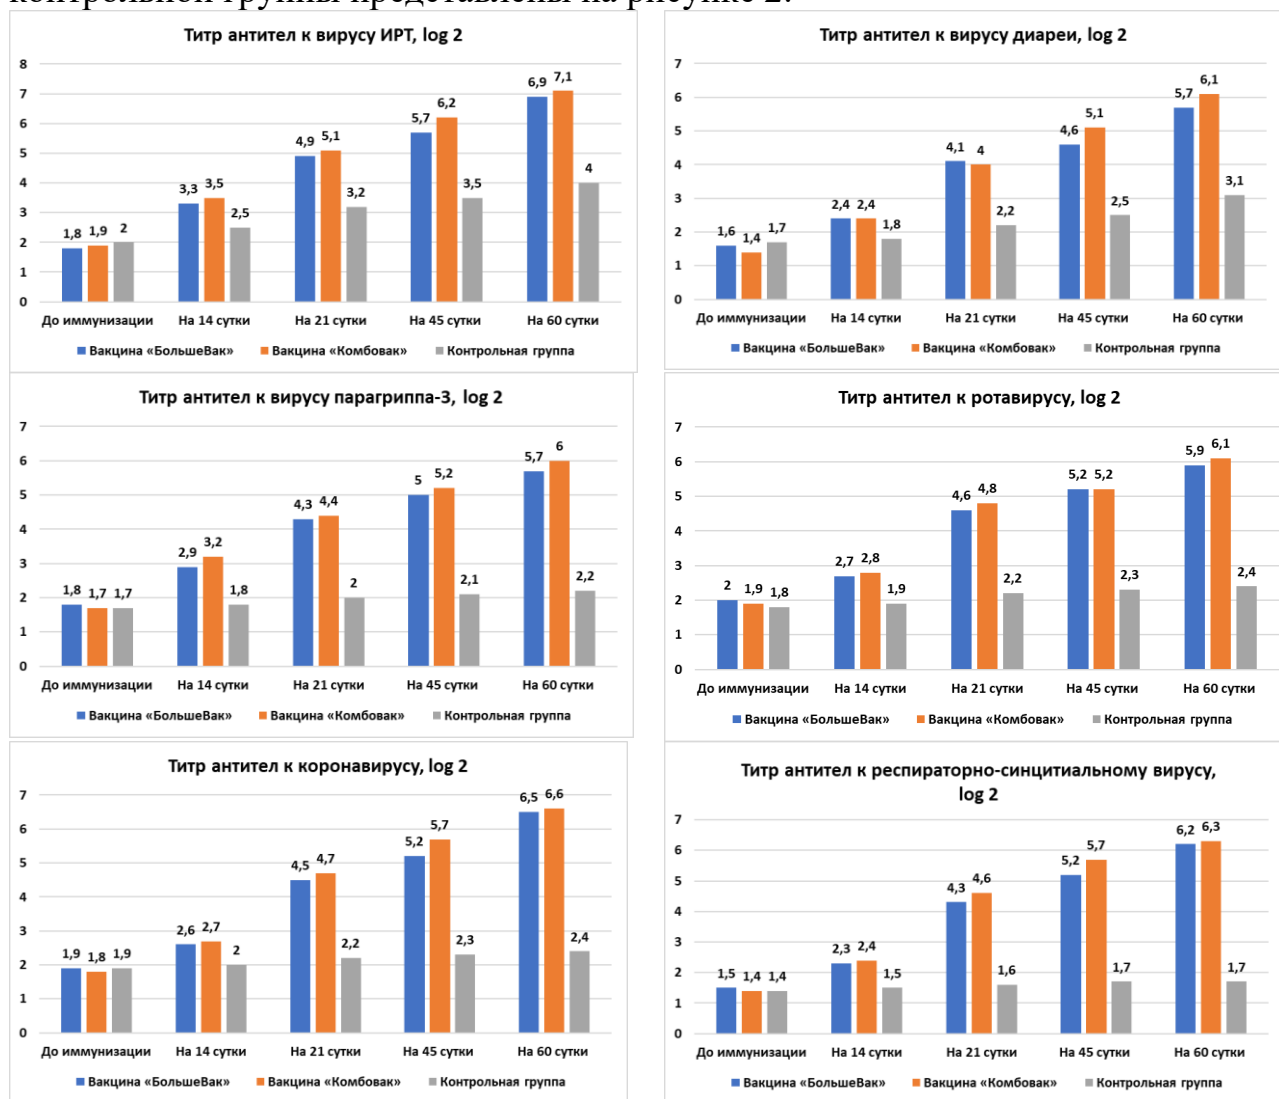 контрольной группы представлены на рисунке 2.
Титр антител к вирусу ИРТ, log 2
8
7
6
5
4
3
2
1
0
1,8 1,9 2
3,3 3,5 2,5
4,9 5,1 3,2
5,7 6,2 3,5
6,9 7,1 4
До иммунизации На 14 сутки На 21 сутки На 45 сутки На 60 сутки
Вакцина «БольшеВак» Вакцина «Комбовак» Контрольная группа
Титр антител к вирусу диареи, log 2
7
6
5
4
3
2
1
0
1,6 1,4 1,7
2,4 2,4 1,8
4,1 4 2,2
4,6 5,1 2,5
5,7 6,1 3,1
До иммунизации На 14 сутки На 21 сутки На 45 сутки На 60 сутки
Вакцина «БольшеВак» Вакцина «Комбовак» Контрольная группа
Титр антител к вирусу парагриппа-3, log 2
7
6
5
4
3
2
1
0
1,8 1,7 1,7
2,9 3,2 1,8
4,3 4,4 2
5 5,2 2,1
5,7 6 2,2
До иммунизации На 14 сутки На 21 сутки На 45 сутки На 60 сутки
Вакцина «БольшеВак» Вакцина «Комбовак» Контрольная группа
Титр антител к ротавирусу, log 2
7
6
5
4
3
2
1
0
2 1,9 1,8
2,7 2,8 1,9
4,6 4,8 2,2
5,2 5,2 2,3
5,9 6,1 2,4
До иммунизации На 14 сутки На 21 сутки На 45 сутки На 60 сутки
Вакцина «БольшеВак» Вакцина «Комбовак» Контрольная группа
Титр антител к коронавирусу, log 2
7
6
5
4
3
2
1
0
1,9 1,8 1,9
2,6 2,7 2
4,5 4,7 2,2
5,2 5,7 2,3
6,5 6,6 2,4
До иммунизации На 14 сутки На 21 сутки На 45 сутки На 60 сутки
Вакцина «БольшеВак» Вакцина «Комбовак» Контрольная группа
Титр антител к респираторно-синцитиальному вирусу,
log 2
7
6
5
4
3
2
1
0
1,5 1,4 1,4
2,3 2,4 1,5
4,3 4,6 1,6
5,2 5,7 1,7
6,2 6,3 1,7
До иммунизации На 14 сутки На 21 сутки На 45 сутки На 60 сутки
Вакцина «БольшеВак» Вакцина «Комбовак» Контрольная группа